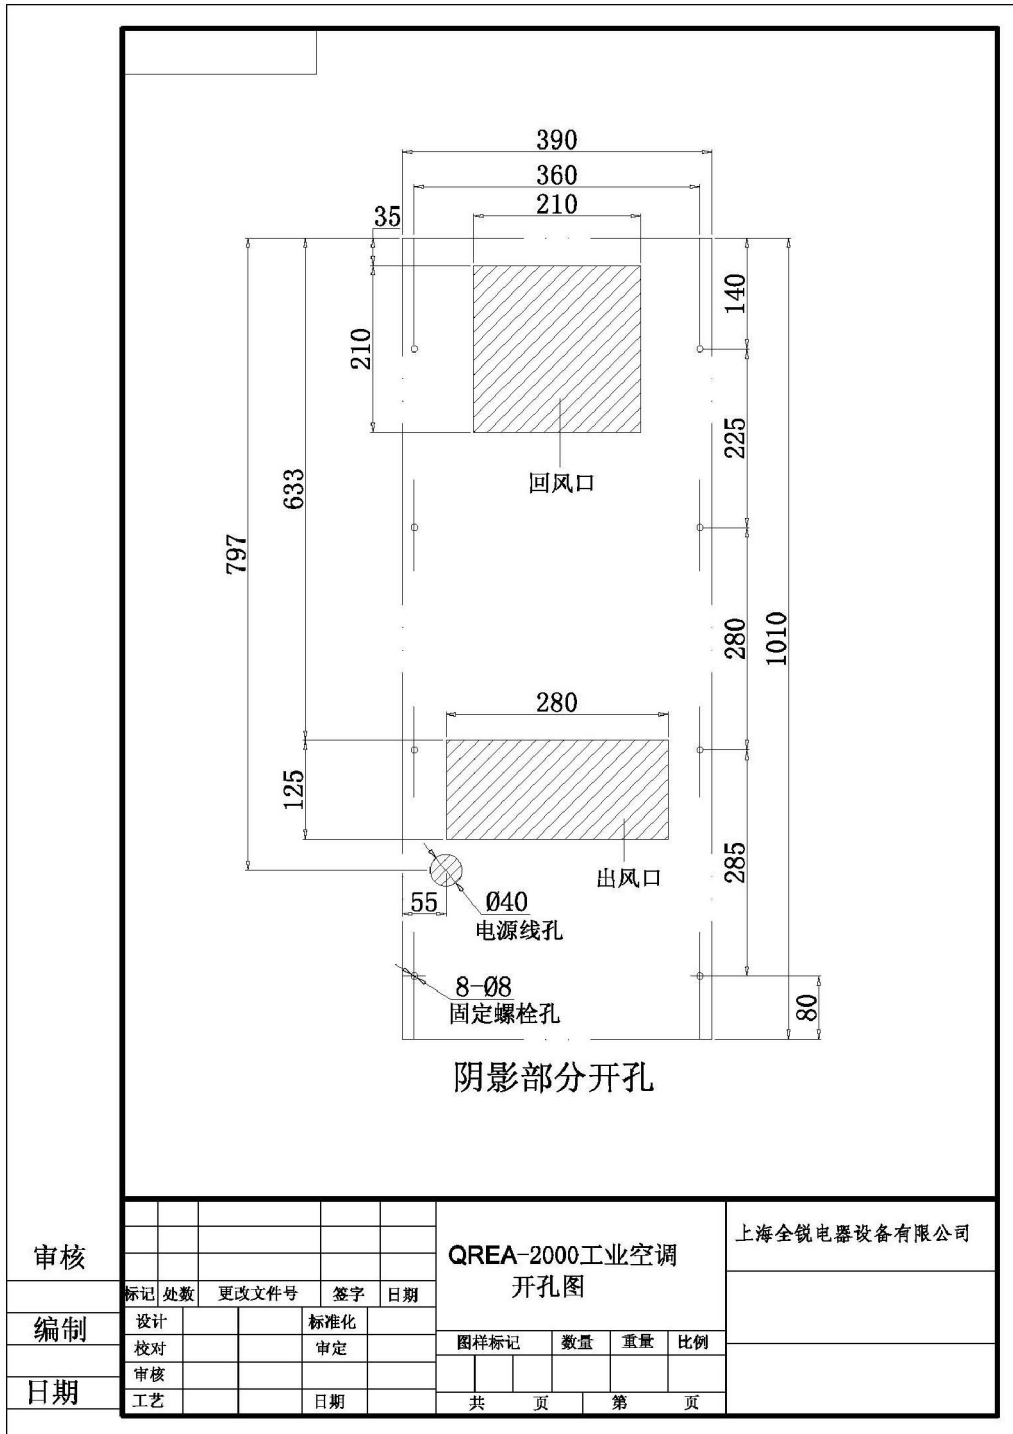 390
360
210
35
140
210
225
回风口
633
797
280
1010
280
125
285
出风口
55
Ø40
电源线孔
8-Ø8
固定螺栓孔
80
阴影部分开孔
上海全锐电器设备有限公司
QREA-2000工业空调
开孔图
审核
标记 处数 更改文件号 签字 日期
编制
设计 标准化
校对 审定
图样标记 数量 重量 比例
审核
日期
工艺 日期
共 页 第 页